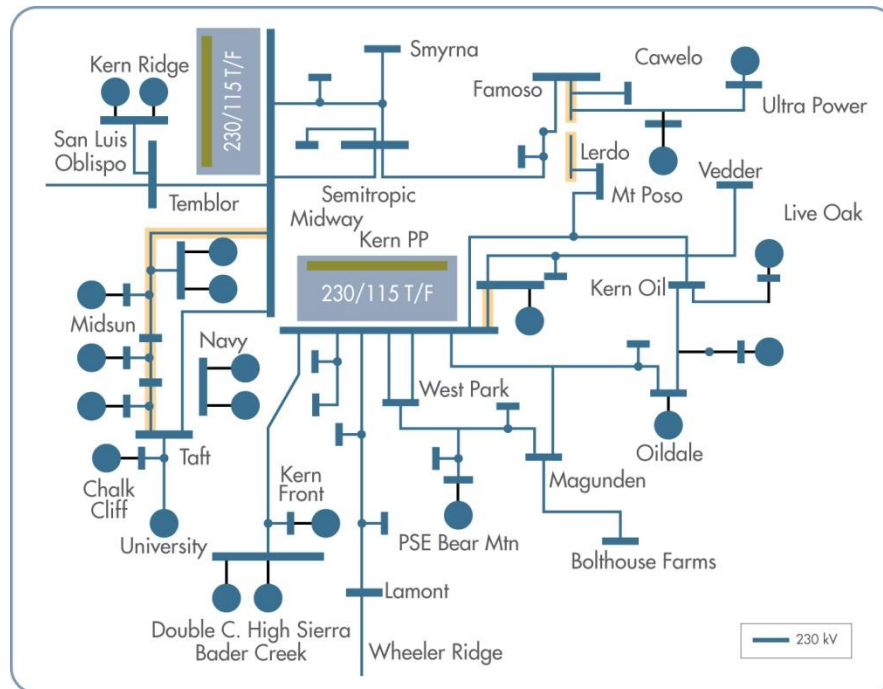 Smyrna
Cawelo
Kern Ridge
Famoso
230/115 T/F
Ultra Power
San Luis
Oblispo
Lerdo
Vedder
Semitropic
Temblor
Mt Poso
Midway
Live Oak
Kern PP
230/115 T/F
Kern Oil
Midsun
Navy
West Park
Taft
Oildale
Chalk
Cliff
Kern
Front
Magunden
University
PSE Bear Mtn
Bolthouse Farms
Lamont
Double C. High Sierra
Bader Creek
Wheeler Ridge
230 kV